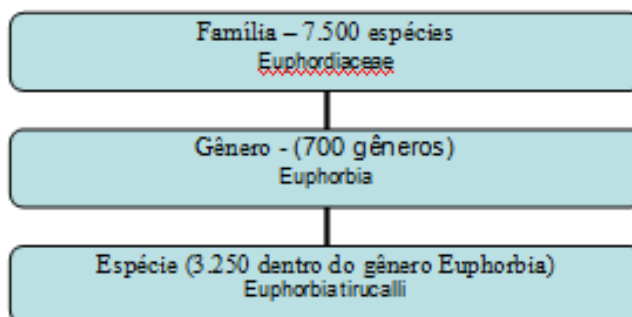 Família – 7.500 espécies
Euphordiaceae
Gênero - (700 gêneros)
Euphorbia
Espécie (3.250 dentro do gênero Euphorbia)
Euphorbia tirucalli